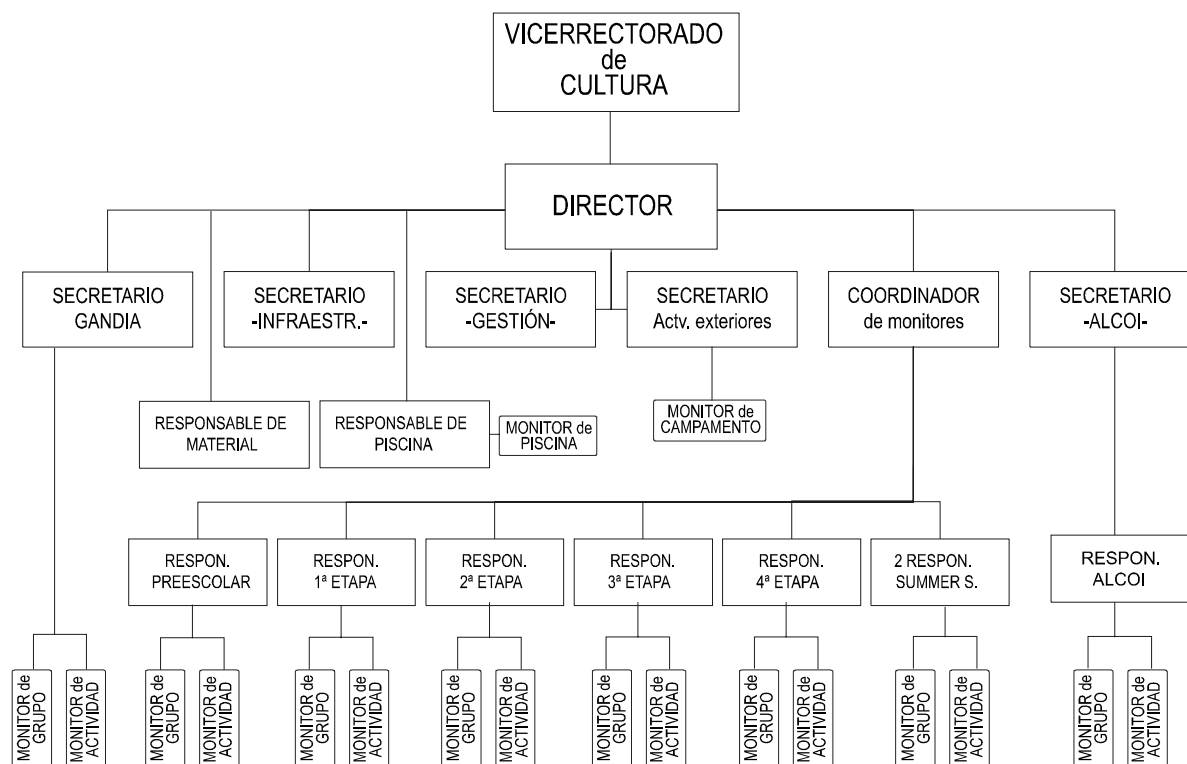 VICERRECTORADO
de
CULTURA
DIRECTOR
SECRETARIO
GANDIA
SECRETARIO
-INFRAESTR.-
SECRETARIO
-GESTIÓN-
SECRETARIO
Actv. exteriores
COORDINADOR
de monitores
SECRETARIO
-ALCOI-
RESPONSABLE DE
MATERIAL
RESPONSABLE DE
PISCINA
MONITOR de
PISCINA
MONITOR de
CAMPAMENTO
RESPON.
PREESCOLAR
RESPON.
1ª ETAPA
RESPON.
2ª ETAPA
RESPON.
3ª ETAPA
RESPON.
4ª ETAPA
2 RESPON.
SUMMER S.
RESPON.
ALCOI
MONITOR de
GRUPO
MONITOR de
ACTIVIDAD
MONITOR de
GRUPO
MONITOR de
ACTIVIDAD
MONITOR de
GRUPO
MONITOR de
ACTIVIDAD
MONITOR de
GRUPO
MONITOR de
ACTIVIDAD
MONITOR de
GRUPO
MONITOR de
ACTIVIDAD
MONITOR de
GRUPO
MONITOR de
ACTIVIDAD
MONITOR de
GRUPO
MONITOR de
ACTIVIDAD
MONITOR de
GRUPO
MONITOR de
ACTIVIDAD